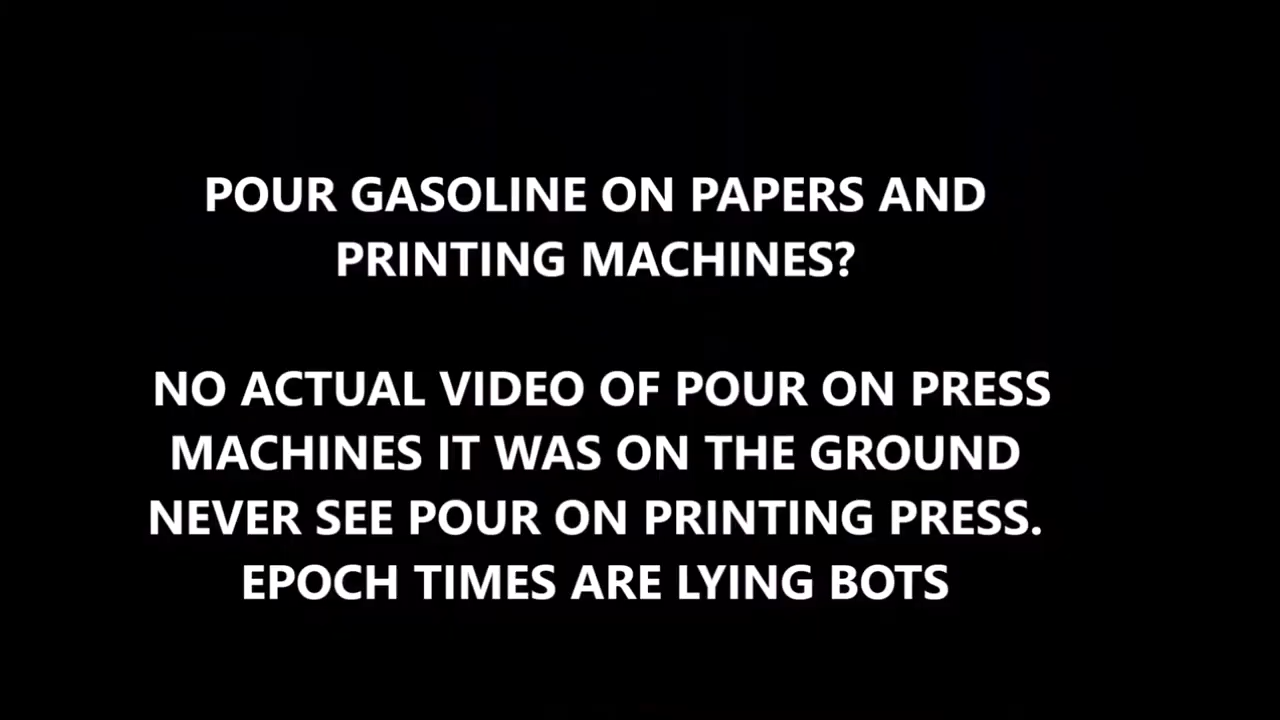 POUR GASOLINE ON PAPERS AND
PRINTING MACHINES?
NO ACTUAL VIDEO OF POUR ON PRESS
MACHINES IT WAS ON THE GROUND
NEVER SEE POUR ON PRINTING PRESS.
EPOCH TIMES ARE LYING BOTS